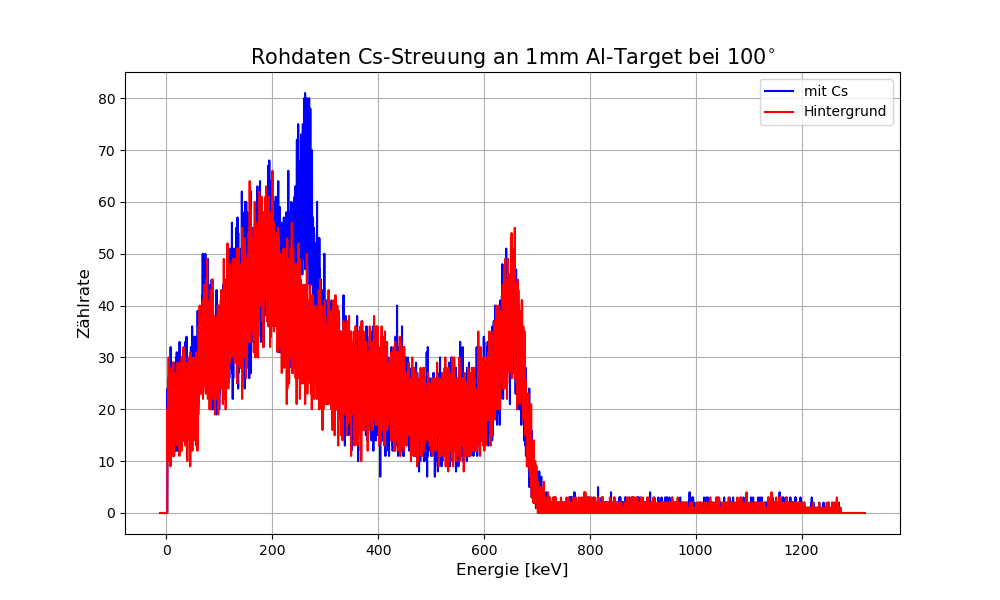 Rohdaten Cs-Streuung an 1mm Al-Target bei 100°
mit Cs
Hintergrund
Zählrate
80
70
60
50
40
30
20
10
0
0 200 400 600 800 1000 1200
Energie [keV]